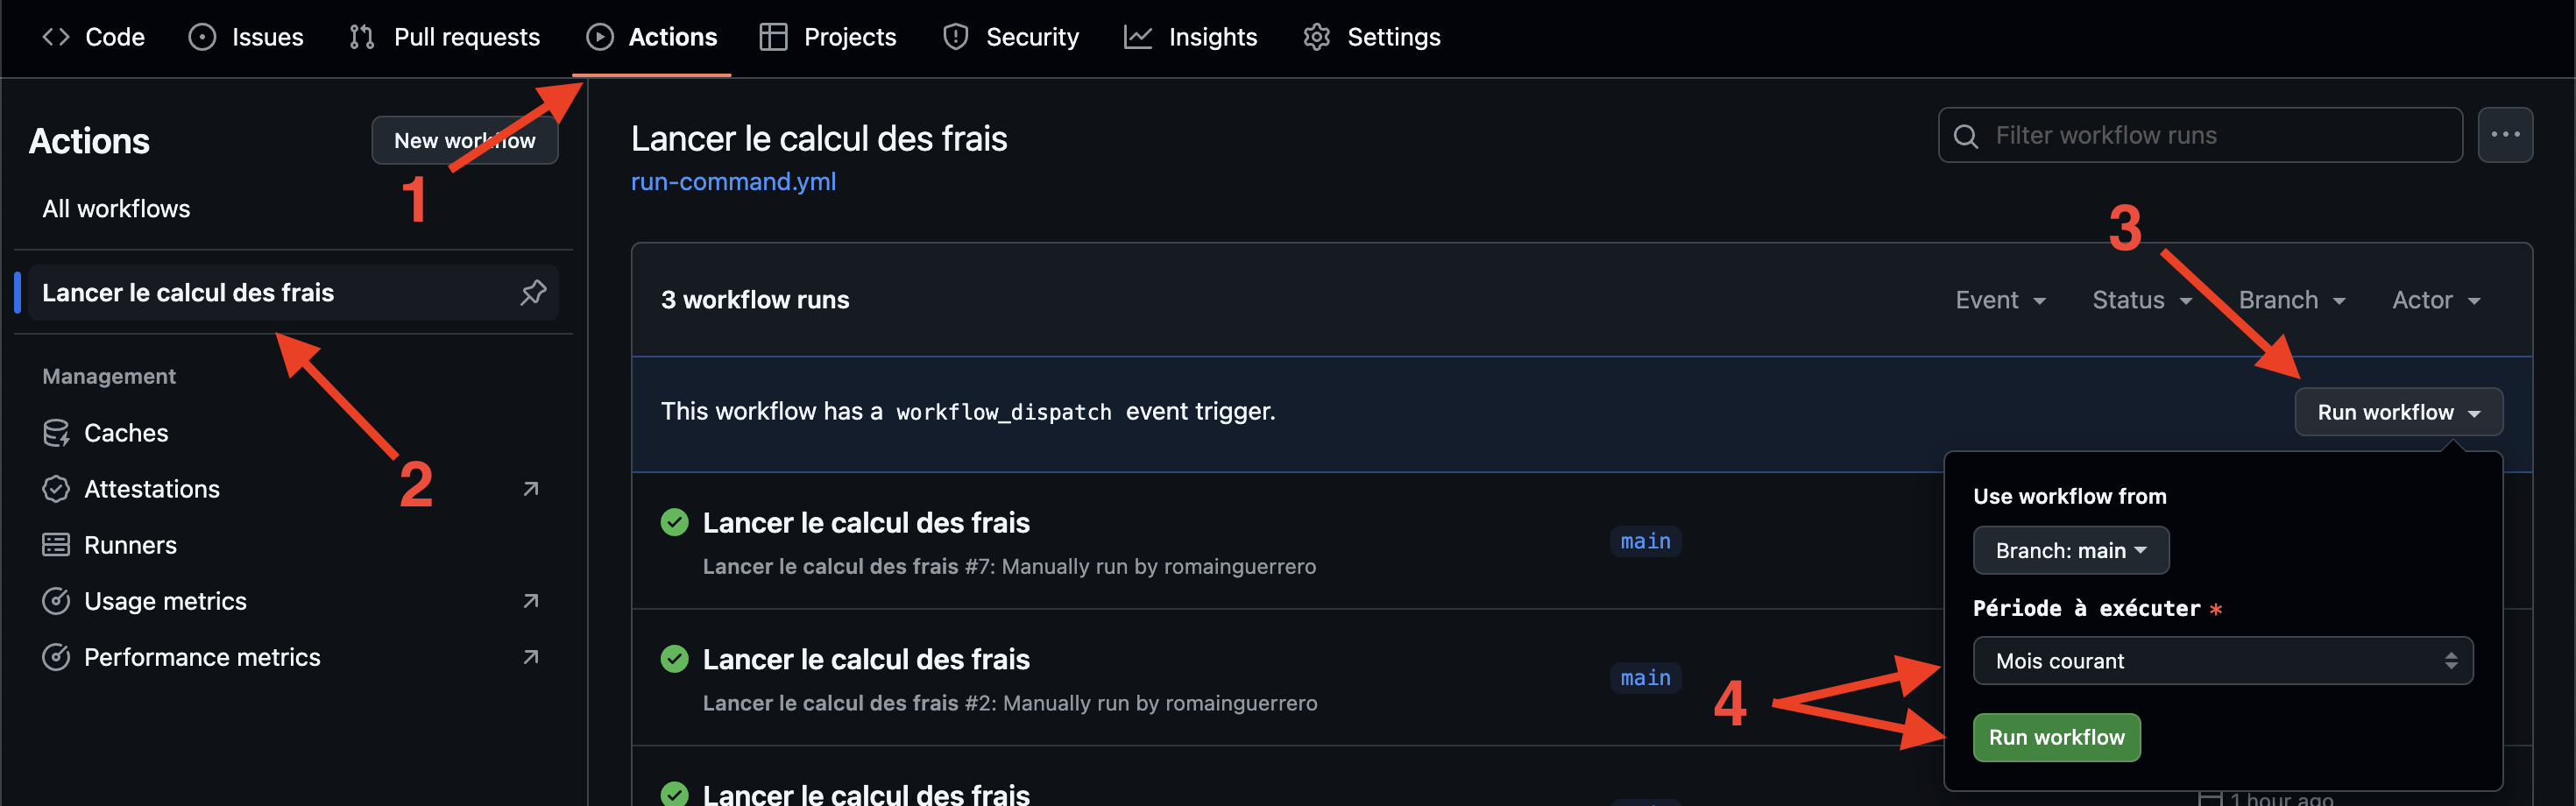 Code Issues Pull requests Actions Projects Security Insights Settings
Actions
New workflow
1
All workflows
Lancer le calcul des frais
2
Management
Caches
Attestations
Runners
Usage metrics
Performance metrics
Lancer le calcul des frais
run-command.yml
Filter workflow runs
3
3 workflow runs
Event Status Branch Actor
This workflow has a workflow_dispatch event trigger.
Run workflow
Lancer le calcul des frais
Lancer le calcul des frais #7: Manually run by romainguerrero
main
Lancer le calcul des frais
Lancer le calcul des frais #2: Manually run by romainguerrero
main
Lancer le calcul des frais
1 hour ago
Use workflow from
Branch: main
Période à exécuter *
Mois courant
4
Run workflow